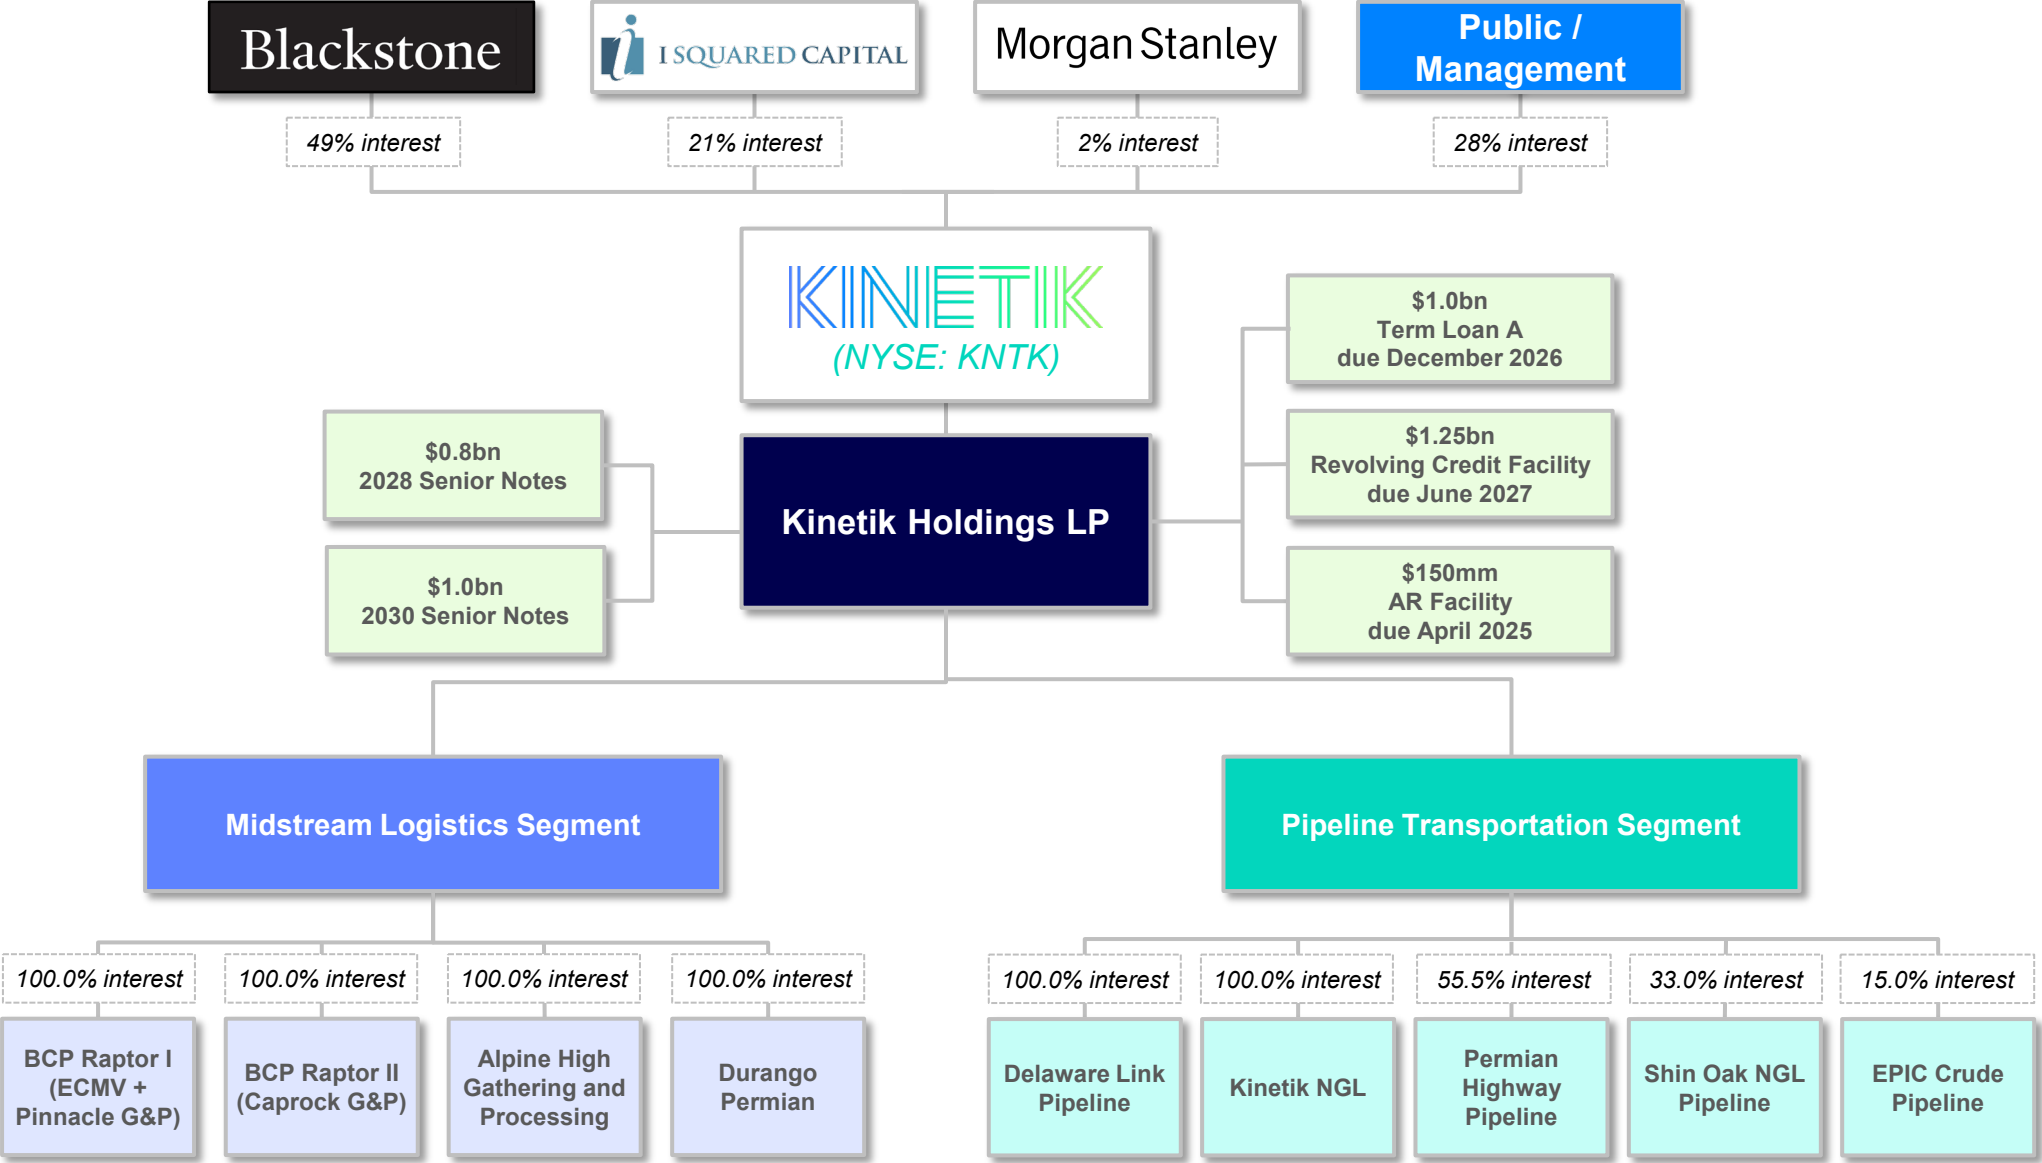 Blackstone
I SQUARED CAPITAL
Morgan Stanley
Public /
Management
49% interest
21% interest
2% interest
28% interest
KINETIK
(NYSE: KNTK)
$1.0bn
Term Loan A
due December 2026
$0.8bn
2028 Senior Notes
Kinetik Holdings LP
$1.25bn
Revolving Credit Facility
due June 2027
$1.0bn
2030 Senior Notes
$150mm
AR Facility
due April 2025
Midstream Logistics Segment
Pipeline Transportation Segment
100.0% interest
100.0% interest
100.0% interest
100.0% interest
100.0% interest
100.0% interest
55.5% interest
33.0% interest
15.0% interest
BCP Raptor I
(ECMV +
Pinnacle G&P)
BCP Raptor II
(Caprock G&P)
Alpine High
Gathering and
Processing
Durango
Permian
Delaware Link
Pipeline
Kinetik NGL
Permian
Highway
Pipeline
Shin Oak NGL
Pipeline
EPIC Crude
Pipeline